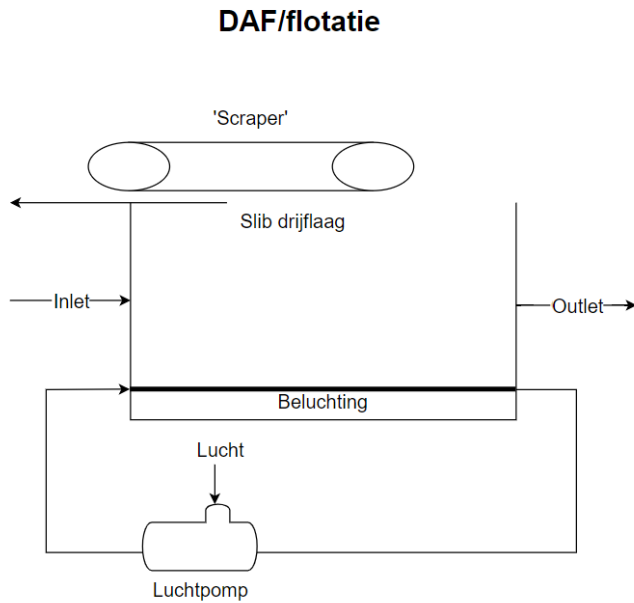 DAF/flotatie
'Scraper'
Slib drijflaag
Inlet
Outlet
Beluchting
Lucht
Luchtpomp